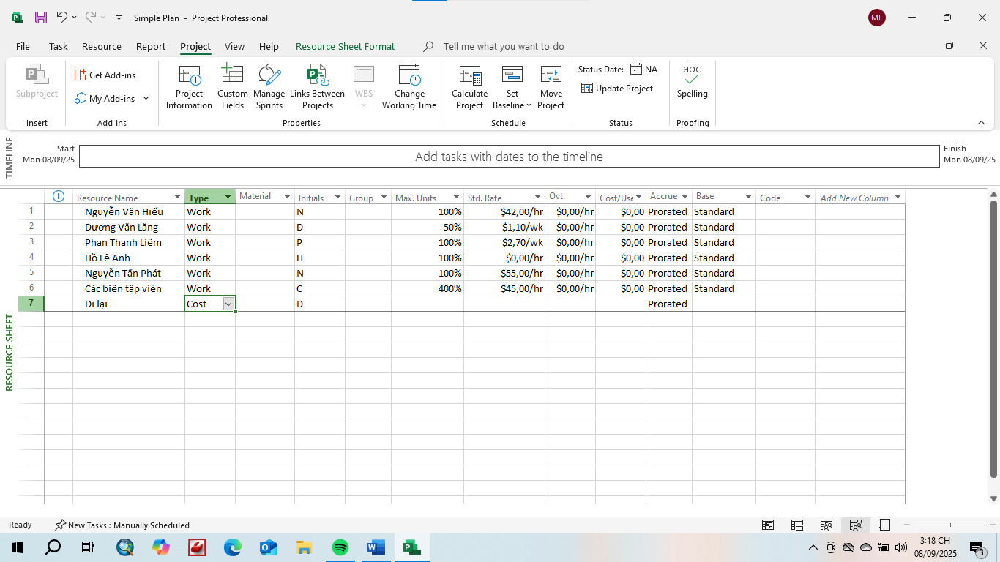 Simple Plan - Project Professional
ML
File Task Resource Report Project View Help Resource Sheet Format Tell me what you want to do
Subproject
Insert
Get Add-ins
My Add-ins
Add-ins
Project Information
Custom Fields
Manage Sprints
Links Between Projects
WBS
Change Working Time
Properties
Calculate Project
Set Baseline
Move Project
Schedule
Status Date: NA
Update Project
Status
abc
Spelling
Proofing
TIMELINE
Start
Mon 08/09/25
Add tasks with dates to the timeline
Finish
Mon 08/09/25
Resource Name Type Material Initials Group Max. Units Std. Rate Ovt. Cost/Use Accrue Base Code Add New Column
1 Nguyễn Văn Hiếu Work N 100% $42,00/hr $0,00/hr $0,00 Prorated Standard
2 Dương Văn Lăng Work D 50% $1,10/wk $0,00/hr $0,00 Prorated Standard
3 Phan Thanh Liêm Work P 100% $2,70/wk $0,00/hr $0,00 Prorated Standard
4 Hồ Lê Anh Work H 100% $0,00/hr $0,00/hr $0,00 Prorated Standard
5 Nguyễn Tấn Phát Work N 100% $55,00/hr $0,00/hr $0,00 Prorated Standard
6 Các biên tập viên Work C 400% $45,00/hr $0,00/hr $0,00 Prorated Standard
7 Đi lại Cost Đ Prorated
RESOURCE SHEET
Ready New Tasks : Manually Scheduled
3:18 CH
08/09/2025
3